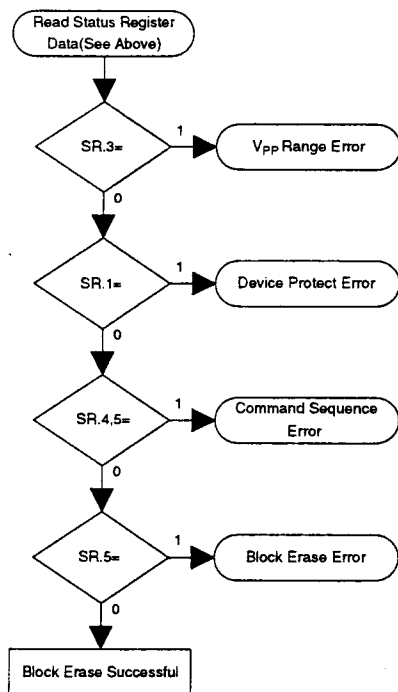 Read Status Register
Data(See Above)
SR.3=
1
VPP Range Error
0
SR.1=
1
Device Protect Error
0
SR.4,5=
1
Command Sequence
Error
0
SR.5=
1
Block Erase Error
0
Block Erase Successful